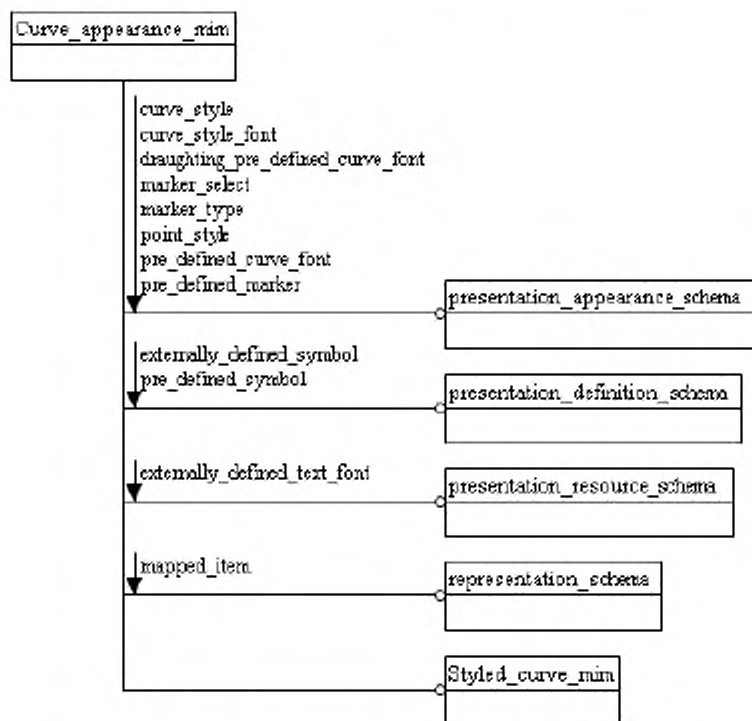 Curve_appearance_mim
curve_style
curve_style_font
draughting_pre_defined_curve_font
marker_select
marker_type
point_style
pre_defined_curve_font
pre_defined_marker
presentation_appearance_schema
externally_defined_symbol
pre_defined_symbol
presentation_definition_schema
externally_defined_text_font
presentation_resource_schema
mapped_item
representation_schema
Styled_curve_mim